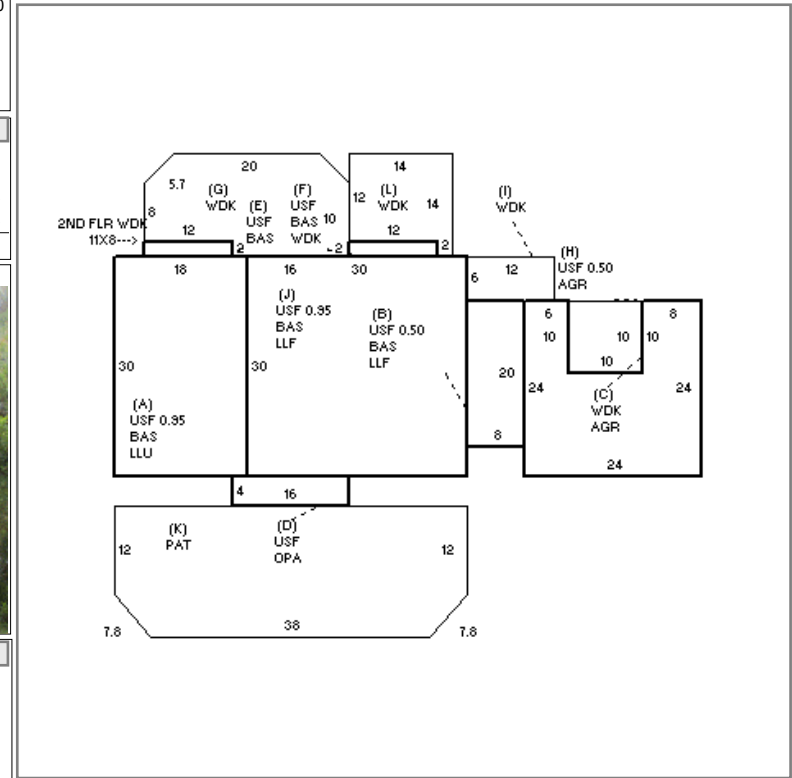 20
14
5.7
(G)
WDK
(F)
USF
BAS
WDK
(E)
USF
BAS
(L)
WDK
12
14
10
(I)
WDK
8
2ND FLR WDK
11X8--->
12
2
2
12
2
(H)
USF 0.50
AGR
18
16
30
6
12
(J)
USF 0.95
BAS
LLF
(B)
USF 0.50
BAS
LLF
6
8
10
10
10
10
30
30
20
24
24
(A)
USF 0.95
BAS
LLU
(C)
WDK
AGR
8
24
4
16
(K)
PAT
(D)
USF
OPA
12
12
7.8
38
7.8